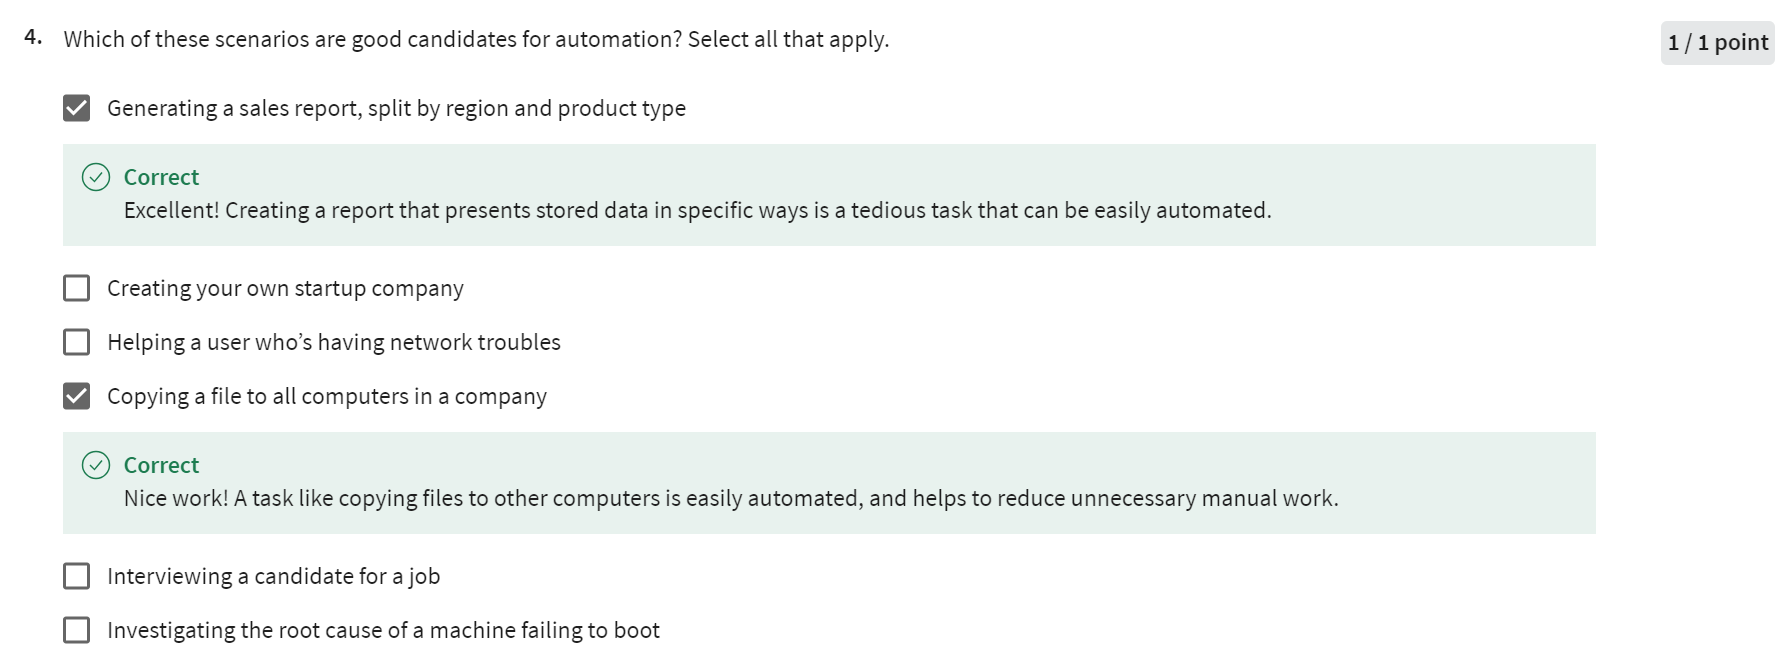 4. Which of these scenarios are good candidates for automation? Select all that apply.
1 / 1 point
Generating a sales report, split by region and product type
Correct
Excellent! Creating a report that presents stored data in specific ways is a tedious task that can be easily automated.
Creating your own startup company
Helping a user who’s having network troubles
Copying a file to all computers in a company
Correct
Nice work! A task like copying files to other computers is easily automated, and helps to reduce unnecessary manual work.
Interviewing a candidate for a job
Investigating the root cause of a machine failing to boot